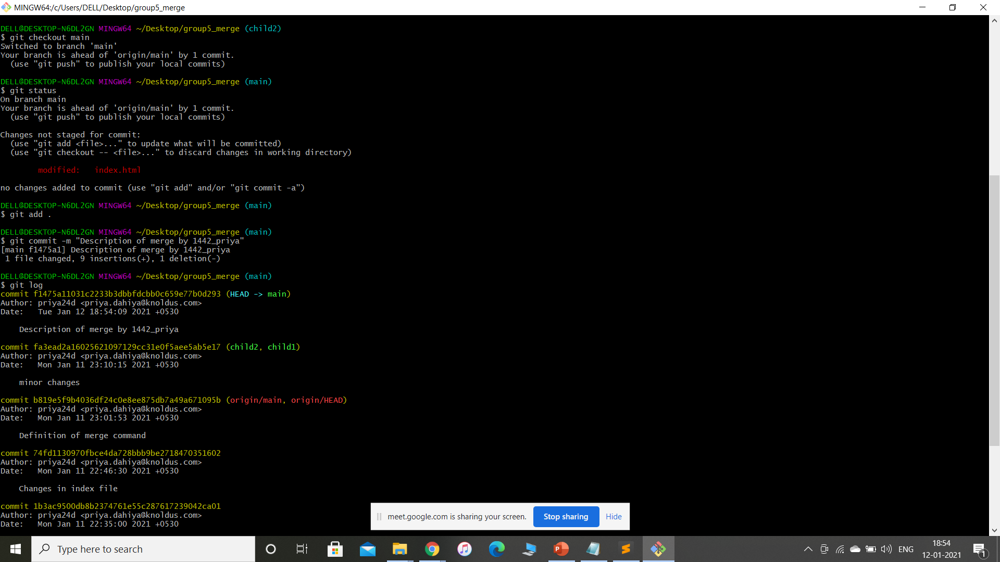 MINGW64:/c/Users/DELL/Desktop/group5_merge
DELL@DESKTOP-N6DL2GN MINGW64 ~/Desktop/group5_merge (child2)
$ git checkout main
Switched to branch 'main'
Your branch is ahead of 'origin/main' by 1 commit.
  (use "git push" to publish your local commits)
DELL@DESKTOP-N6DL2GN MINGW64 ~/Desktop/group5_merge (main)
$ git status
On branch main
Your branch is ahead of 'origin/main' by 1 commit.
  (use "git push" to publish your local commits)
Changes not staged for commit:
  (use "git add <file>..." to update what will be committed)
  (use "git checkout -- <file>..." to discard changes in working directory)
        modified:   index.html
no changes added to commit (use "git add" and/or "git commit -a")
DELL@DESKTOP-N6DL2GN MINGW64 ~/Desktop/group5_merge (main)
$ git add .
DELL@DESKTOP-N6DL2GN MINGW64 ~/Desktop/group5_merge (main)
$ git commit -m "Description of merge by 1442_priya"
[main f1475a1] Description of merge by 1442_priya
 1 file changed, 9 insertions(+), 1 deletion(-)
DELL@DESKTOP-N6DL2GN MINGW64 ~/Desktop/group5_merge (main)
$ git log
commit f1475a11031c2233b3dbbfdcbb0c659e77b0d293 (HEAD -> main)
Author: priya24d <priya.dahiya@knoldus.com>
Date:   Tue Jan 12 18:54:09 2021 +0530
    Description of merge by 1442_priya
commit fa3ead2a16025621097129cc31e0f5aee5ab5e17 (child2, child1)
Author: priya24d <priya.dahiya@knoldus.com>
Date:   Mon Jan 11 23:10:15 2021 +0530
    minor changes
commit b819e5f9b4036df24c0e8ee875db7a49a671095b (origin/main, origin/HEAD)
Author: priya24d <priya.dahiya@knoldus.com>
Date:   Mon Jan 11 23:01:53 2021 +0530
    Definition of merge command
commit 74fd1130970fbce4da728bbb9be2718470351602
Author: priya24d <priya.dahiya@knoldus.com>
Date:   Mon Jan 11 22:46:30 2021 +0530
    Changes in index file
commit 1b3ac9500db8b2374761e55c287617239042ca01
Author: priya24d <priya.dahiya@knoldus.com>
Date:   Mon Jan 11 22:35:00 2021 +0530
meet.google.com is sharing your screen. Stop sharing Hide
Type here to search
P
ENG
18:54
12-01-2021
1